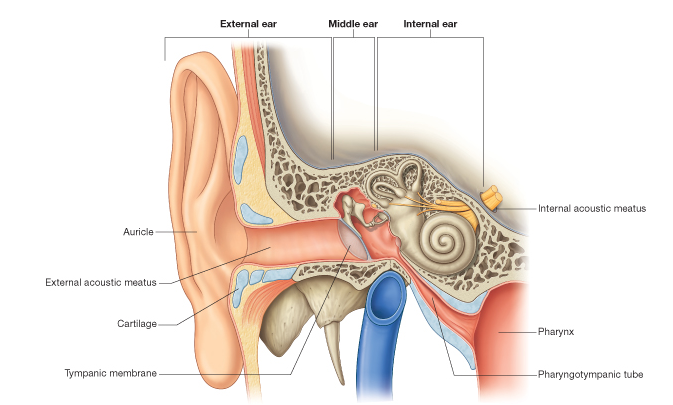 External ear
Middle ear
Internal ear
Internal acoustic meatus
Auricle
External acoustic meatus
Cartilage
Pharynx
Tympanic membrane
Pharyngotympanic tube